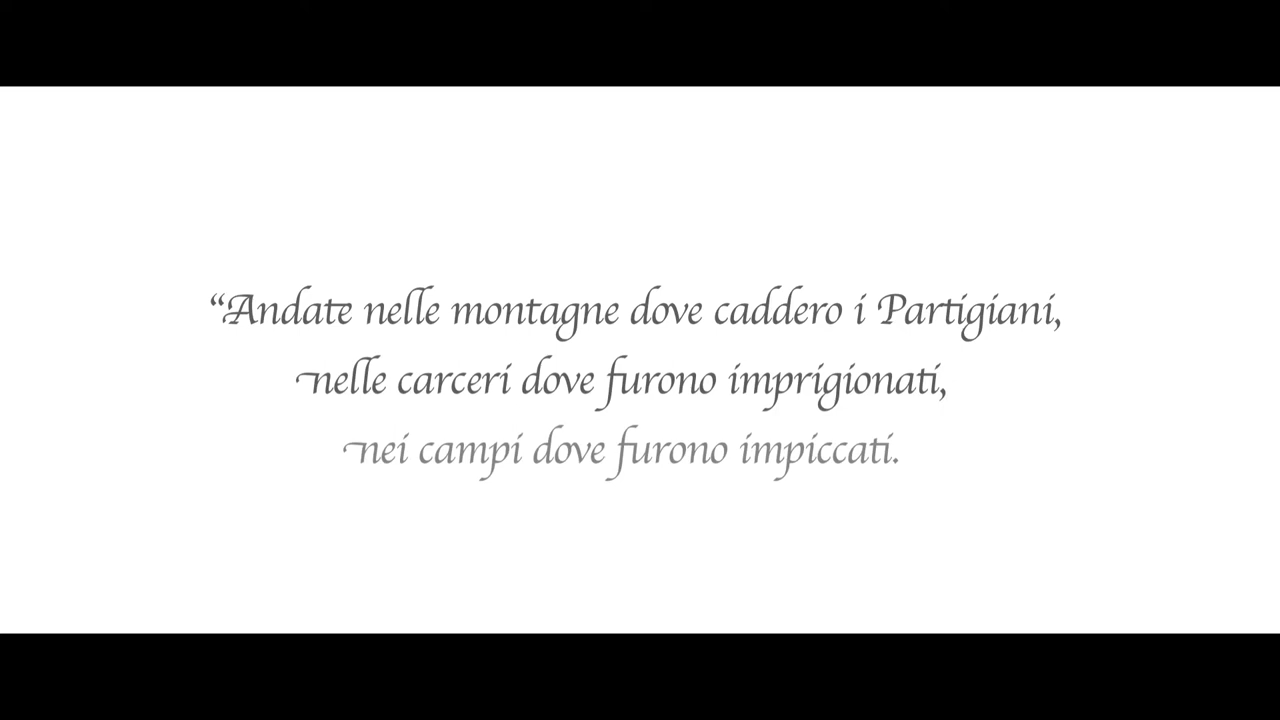 “Andate nelle montagne dove caddero i Partigiani,
nelle carceri dove furono imprigionati,
nei campi dove furono impiccati.